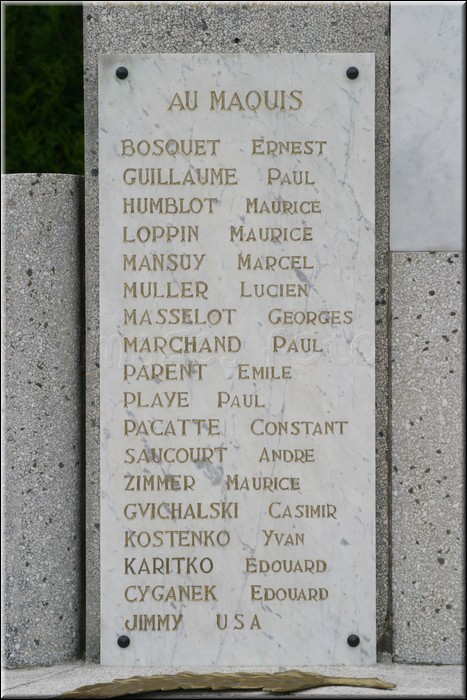 AU MAQUIS
BOSQUET ERNEST
GUILLAUME PAUL
HUMBLOT MAURICE
LOPPIN MAURICE
MANSUY MARCEL
MULLER LUCIEN
MASSELOT GEORGES
MARCHAND PAUL
PARENT EMILE
PLAYE PAUL
PACATTE CONSTANT
SAUCOURT ANDRE
ZIMMER MAURICE
GVICHALSKI CASIMIR
KOSTENKO YVAN
KARITKO EDOUARD
CYGANEK EDOUARD
JIMMY USA